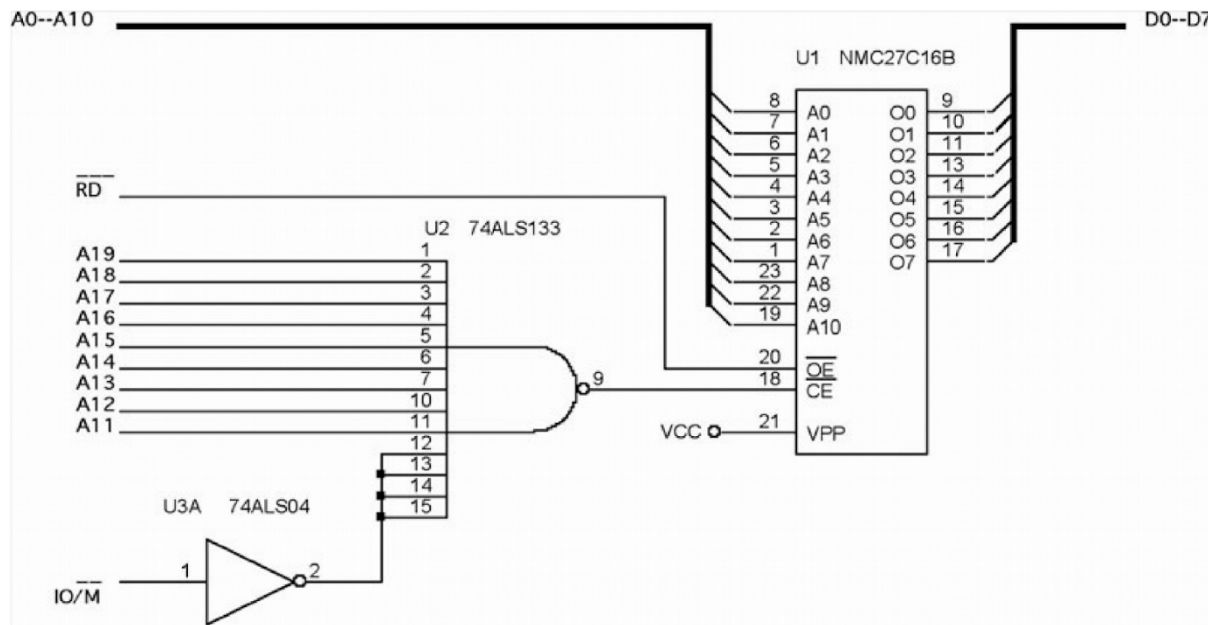 A0--A10
D0--D7
U1 NMC27C16B
8 A0 O0 9
7 A1 O1 10
6 A2 O2 11
5 A3 O3 13
4 A4 O4 14
3 A5 O5 15
2 A6 O6 16
1 A7 O7 17
23 A8
22 A9
19 A10
20 OE
18 CE
21 VPP
VCC
RD
U2 74ALS133
A19 1
A18 2
A17 3
A16 4
A15 5
A14 6
A13 7
A12 10
A11 11
12
13
14
15
9
U3A 74ALS04
1 2
IO/M